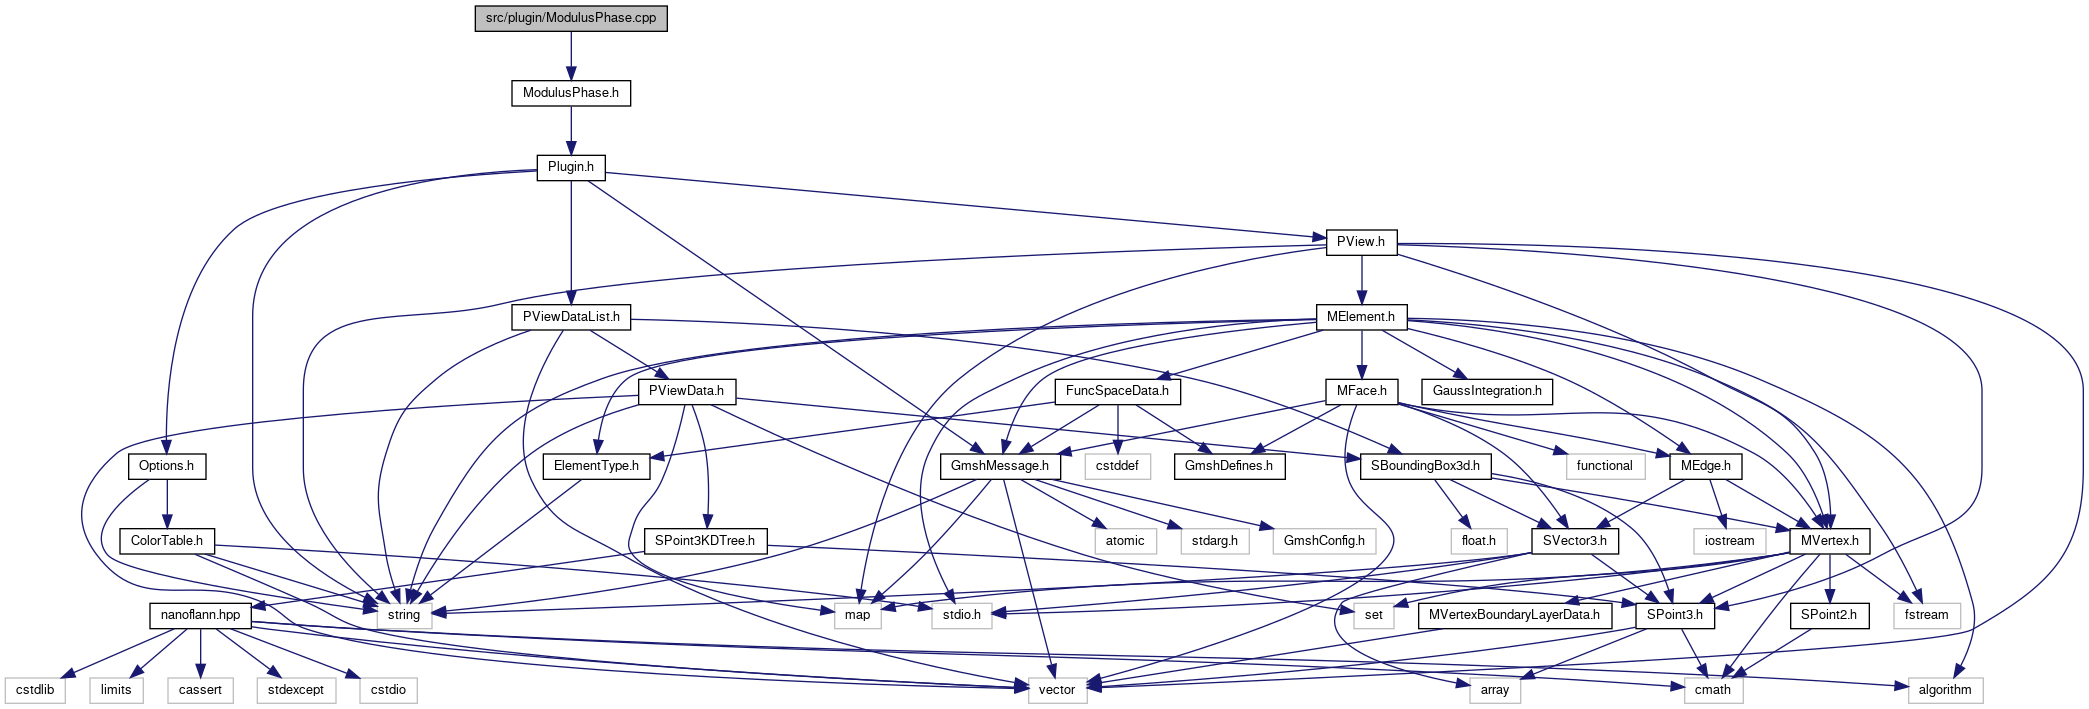 src/plugin/ModulusPhase.cpp
ModulusPhase.h
Plugin.h
PView.h
PViewDataList.h
MElement.h
PViewData.h
FuncSpaceData.h
MFace.h
GaussIntegration.h
Options.h
ElementType.h
GmshMessage.h
cstddef
GmshDefines.h
SBoundingBox3d.h
functional
MEdge.h
ColorTable.h
SPoint3KDTree.h
atomic
stdarg.h
GmshConfig.h
float.h
SVector3.h
iostream
MVertex.h
nanoflann.hpp
string
map
stdio.h
set
MVertexBoundaryLayerData.h
SPoint3.h
SPoint2.h
fstream
cstdlib
limits
cassert
stdexcept
cstdio
vector
array
cmath
algorithm